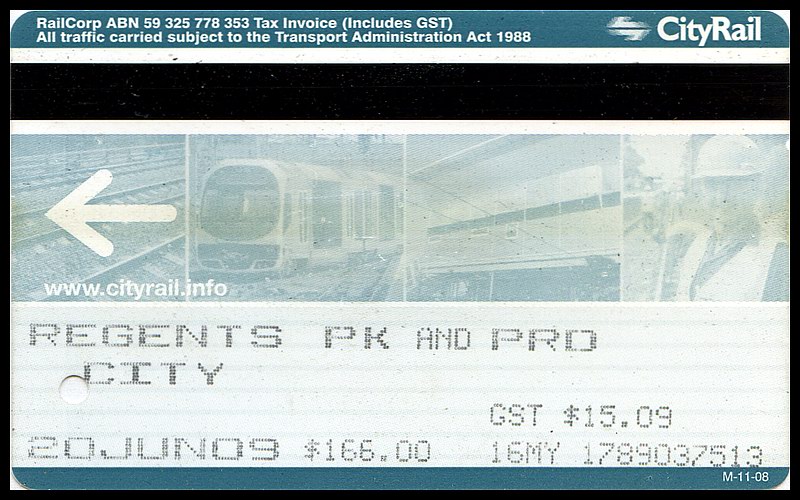 RailCorp ABN 59 325 778 353 Tax Invoice (Includes GST)
All traffic carried subject to the Transport Administration Act 1988
CityRail
www.cityrail.info
REGENTS PK AND PRO
CITY
GST $15.09
20JUN09 $166.00 16MY 1789037513
M-11-08